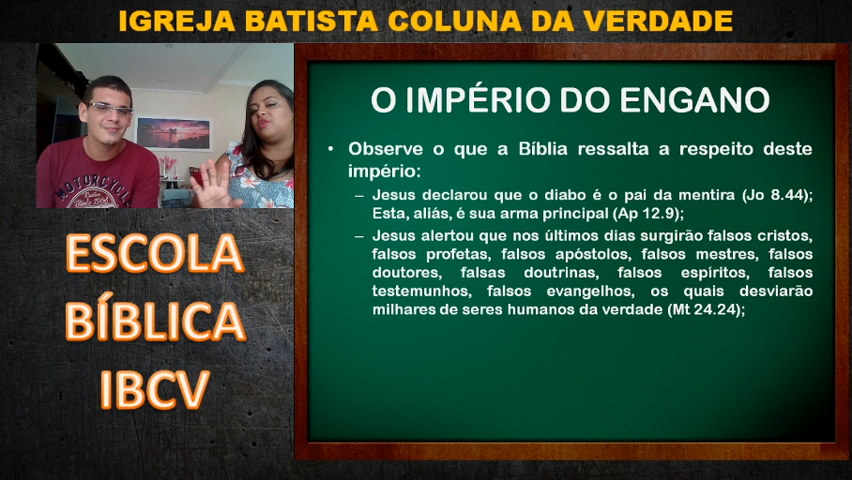 IGREJA BATISTA COLUNA DA VERDADE
MOTORCYCLE
O IMPÉRIO DO ENGANO
• Observe o que a Bíblia ressalta a respeito deste
império:
– Jesus declarou que o diabo é o pai da mentira (Jo 8.44);
Esta, aliás, é sua arma principal (Ap 12.9);
– Jesus alertou que nos últimos dias surgirão falsos cristos,
falsos profetas, falsos apóstolos, falsos mestres, falsos
doutores, falsas doutrinas, falsos espíritos, falsos
testemunhos, falsos evangelhos, os quais desviarão
milhares de seres humanos da verdade (Mt 24.24);
ESCOLA
BÍBLICA
IBCV